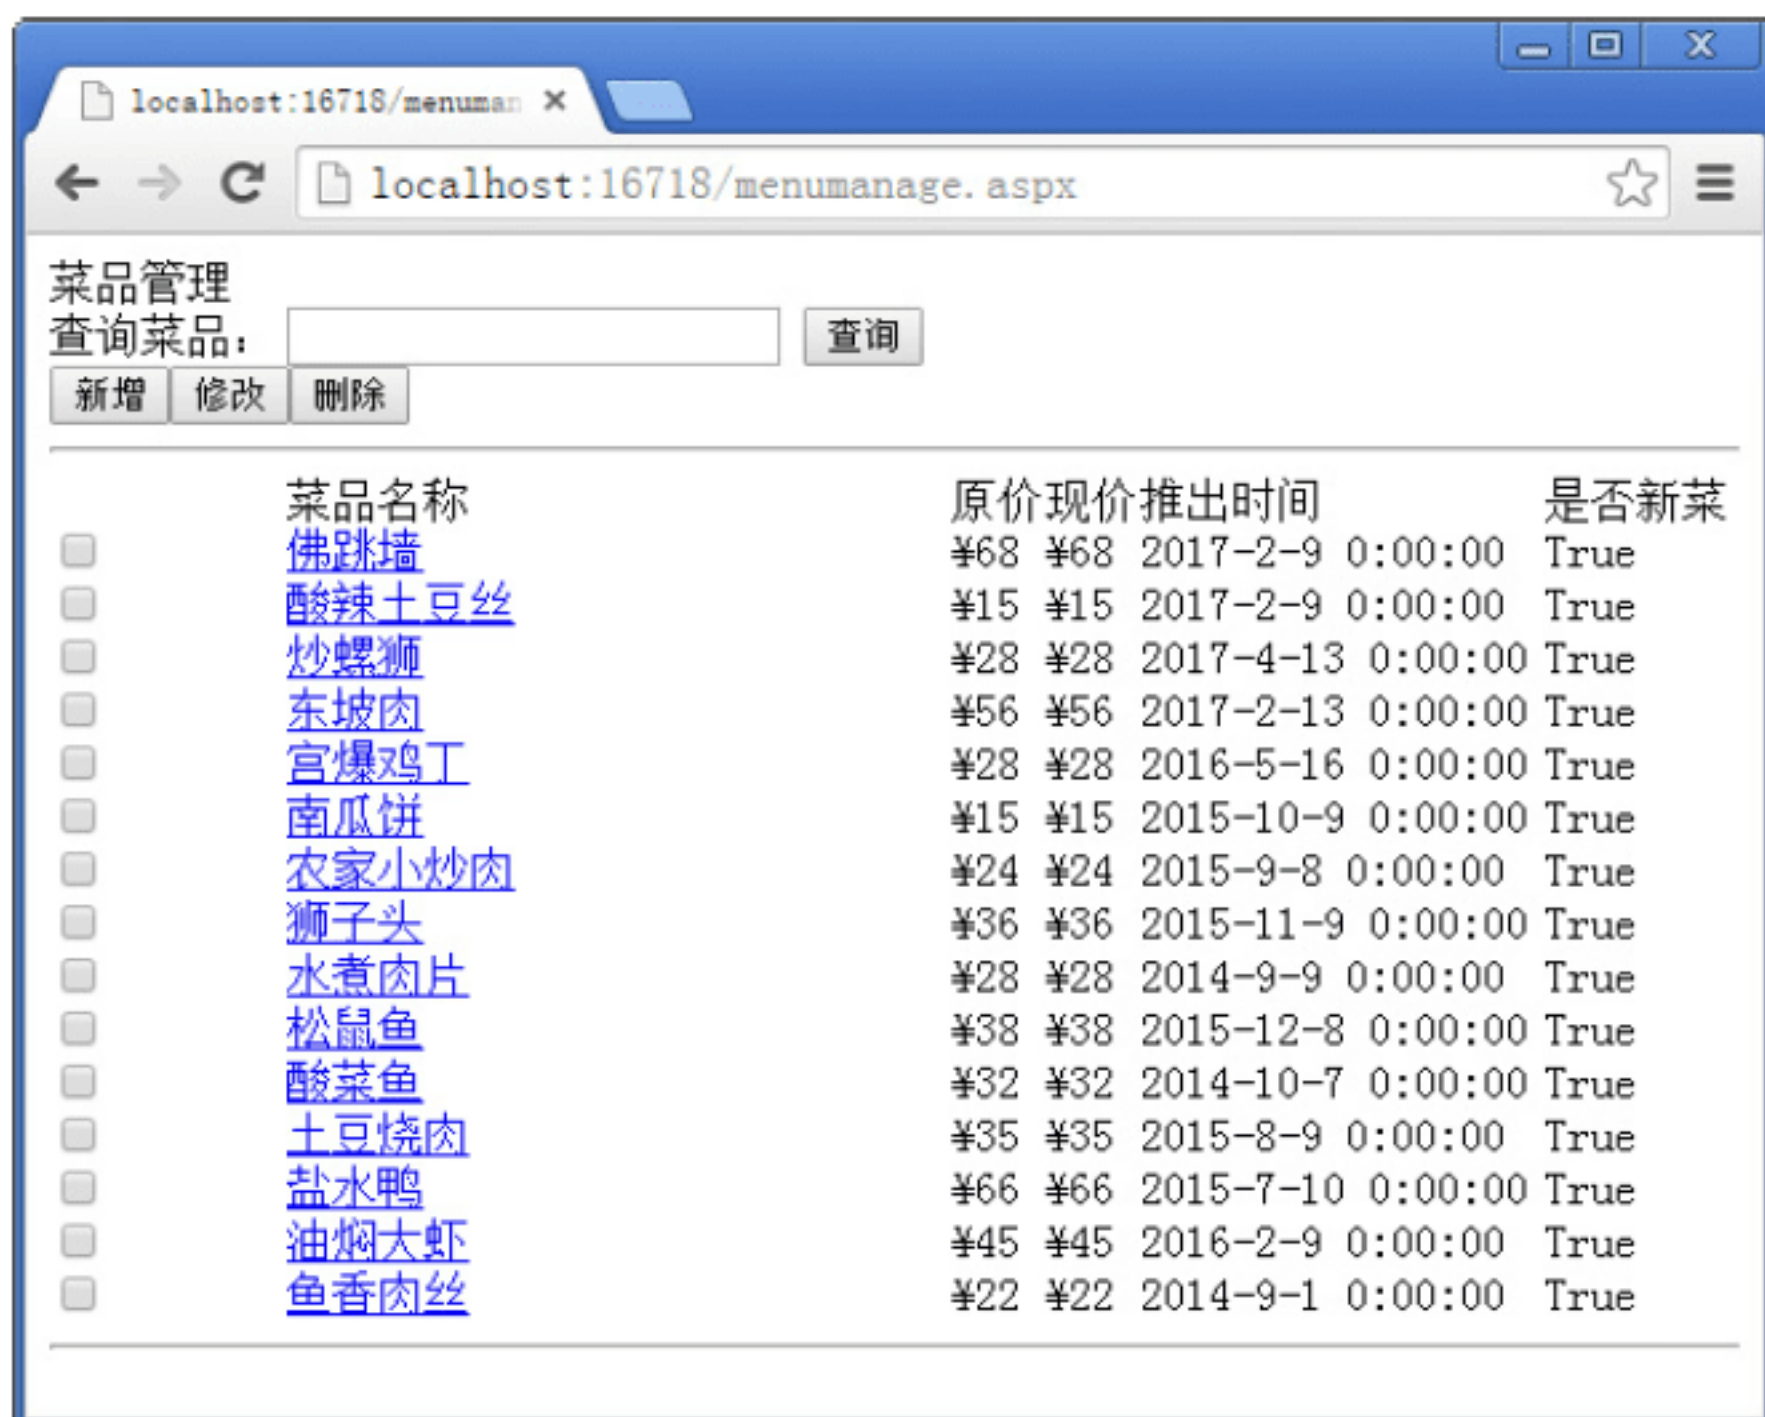 localhost:16718/menuman
localhost:16718/menumanage.aspx
菜品管理
查询菜品： 查询
新增 修改 删除
菜品名称 原价 现价 推出时间 是否新菜
佛跳墙 ¥68 ¥68 2017-2-9 0:00:00 True
酸辣土豆丝 ¥15 ¥15 2017-2-9 0:00:00 True
炒螺狮 ¥28 ¥28 2017-4-13 0:00:00 True
东坡肉 ¥56 ¥56 2017-2-13 0:00:00 True
宫爆鸡丁 ¥28 ¥28 2016-5-16 0:00:00 True
南瓜饼 ¥15 ¥15 2015-10-9 0:00:00 True
农家小炒肉 ¥24 ¥24 2015-9-8 0:00:00 True
狮子头 ¥36 ¥36 2015-11-9 0:00:00 True
水煮肉片 ¥28 ¥28 2014-9-9 0:00:00 True
松鼠鱼 ¥38 ¥38 2015-12-8 0:00:00 True
酸菜鱼 ¥32 ¥32 2014-10-7 0:00:00 True
土豆烧肉 ¥35 ¥35 2015-8-9 0:00:00 True
盐水鸭 ¥66 ¥66 2015-7-10 0:00:00 True
油焖大虾 ¥45 ¥45 2016-2-9 0:00:00 True
鱼香肉丝 ¥22 ¥22 2014-9-1 0:00:00 True